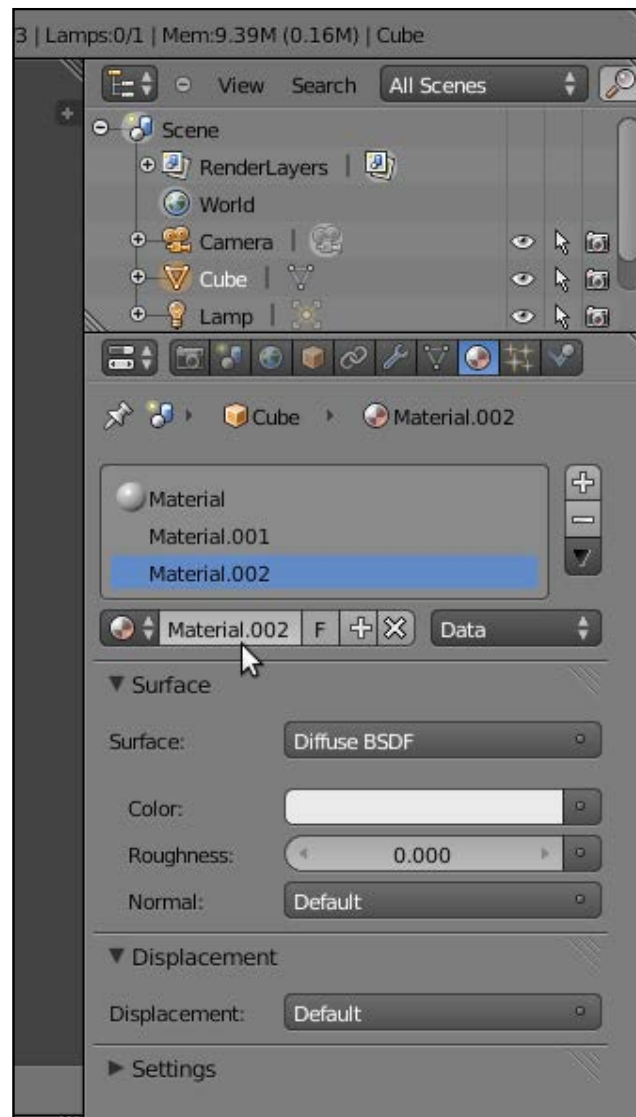 3 | Lamps:0/1 | Mem:9.39M (0.16M) | Cube
View Search All Scenes
Scene
RenderLayers |
World
Camera |
Cube |
Lamp |
Cube Material.002
Material
Material.001
Material.002
Material.002 F Data
Surface
Surface: Diffuse BSDF
Color:
Roughness: 0.000
Normal: Default
Displacement
Displacement: Default
Settings